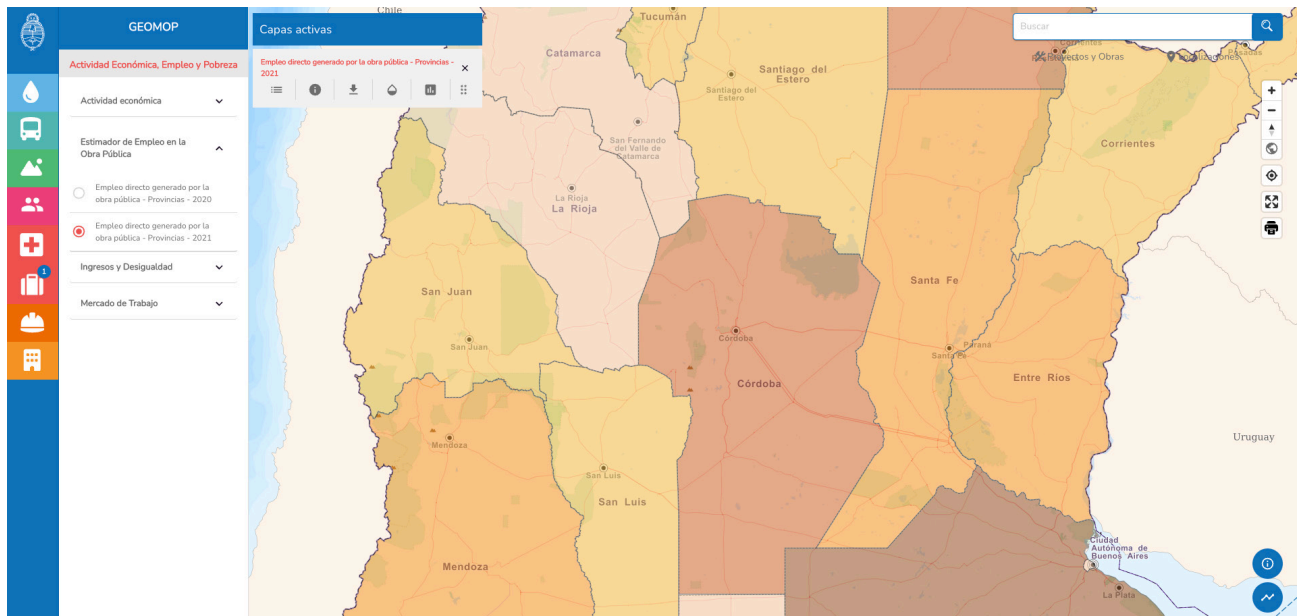 GEOMOP
Actividad Económica, Empleo y Pobreza
Actividad económica
Estimador de Empleo en la
Obra Pública
Empleo directo generado por la
obra pública - Provincias - 2020
Empleo directo generado por la
obra pública - Provincias - 2021
Ingresos y Desigualdad
Mercado de Trabajo
1
Capas activas
Empleo directo generado por la obra pública - Provincias -
2021
Buscar
Proyectos y Obras
Localizaciones
Chile
Tucumán
Catamarca
Santiago del
Estero
Santiago del
Estero
Corrientes
Posadas
Corrientes
San Fernando
del Valle de
Catamarca
La Rioja
La Rioja
San Juan
San Juan
Santa Fe
Córdoba
Córdoba
Paraná
Santa Fe
Entre Rios
Mendoza
Mendoza
San Luis
San Luis
Uruguay
Ciudad
Autónoma de
Buenos Aires
La Plata